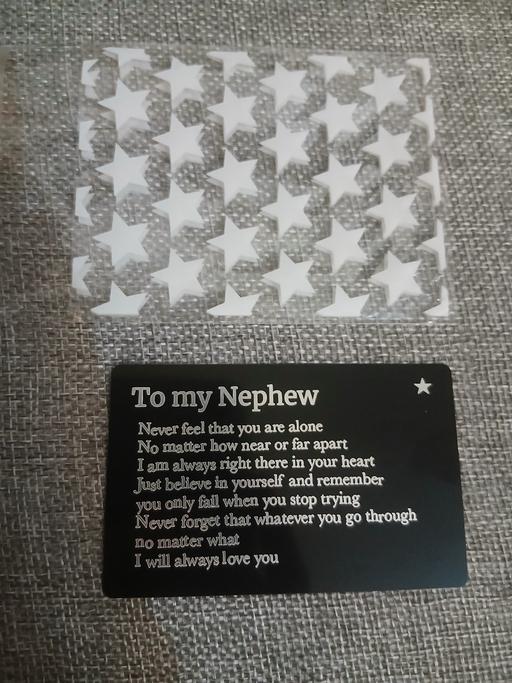 To my Nephew
Never feel that you are alone
No matter how near or far apart
I am always right there in your heart
Just believe in yourself and remember
you only fail when you stop trying
Never forget that whatever you go through
no matter what
I will always love you